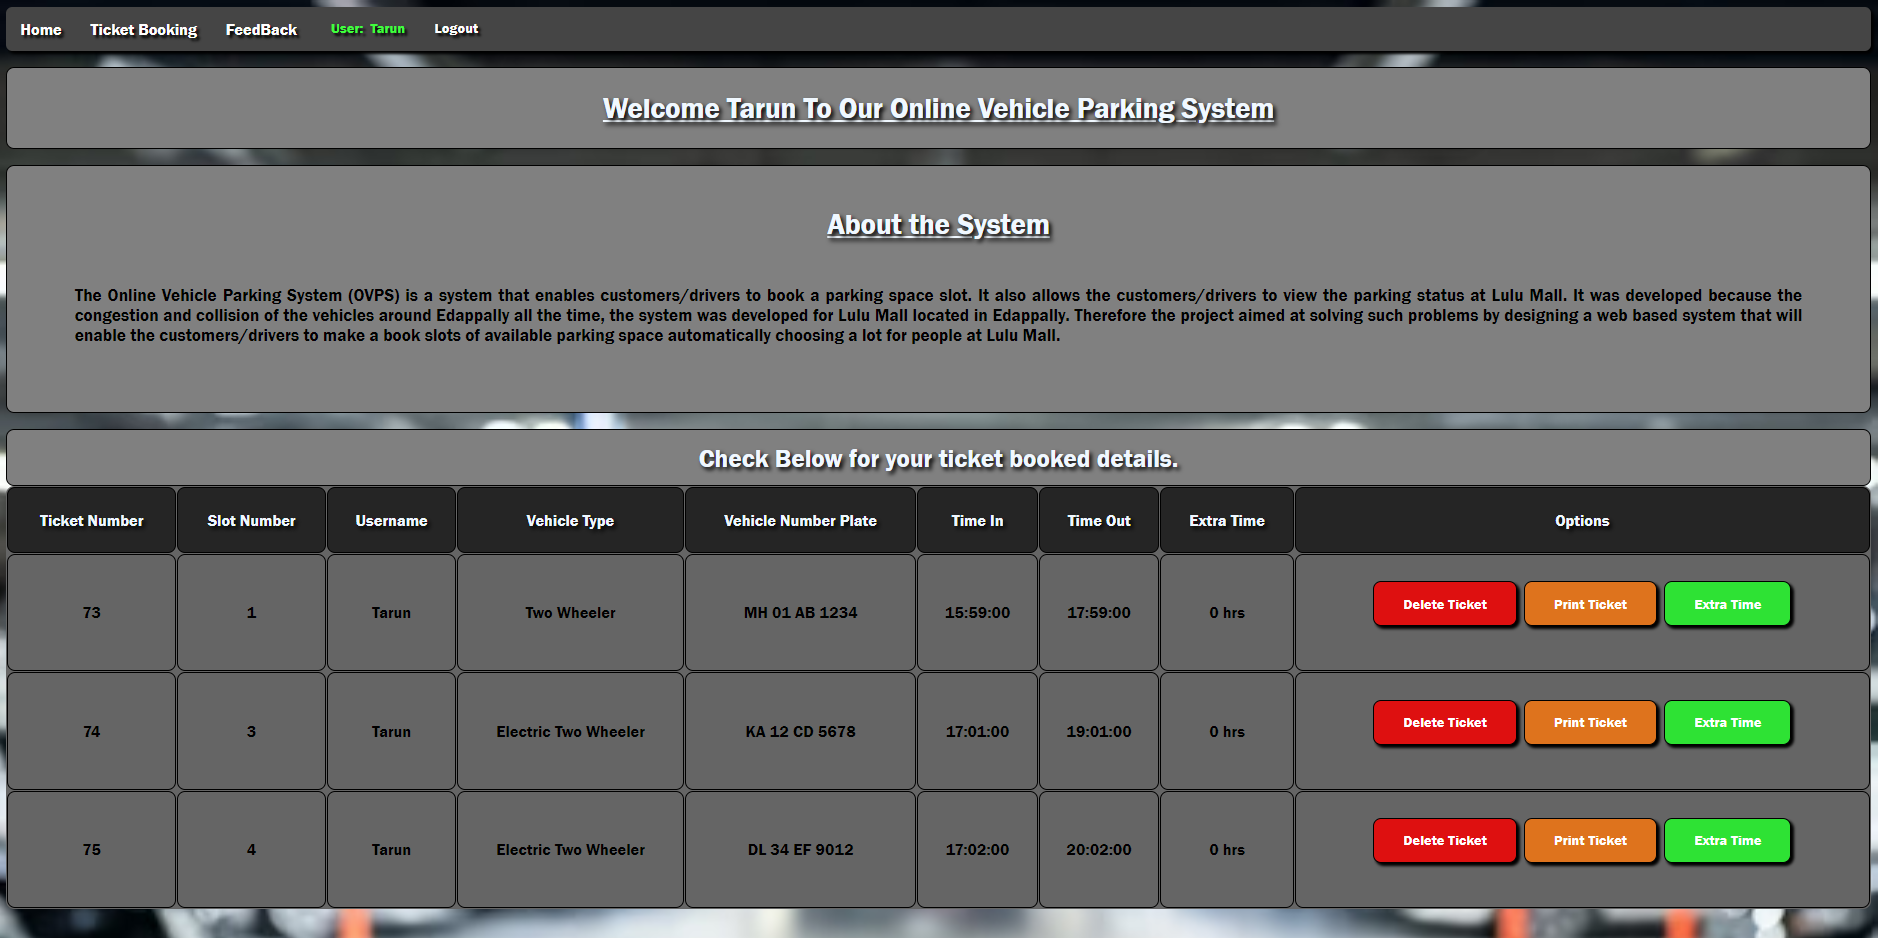 Home Ticket Booking FeedBack User: Tarun Logout
Welcome Tarun To Our Online Vehicle Parking System
About the System
The Online Vehicle Parking System (OVPS) is a system that enables customers/drivers to book a parking space slot. It also allows the customers/drivers to view the parking status at Lulu Mall. It was developed because the
congestion and collision of the vehicles around Edappally all the time, the system was developed for Lulu Mall located in Edappally. Therefore the project aimed at solving such problems by designing a web based system that will
enable the customers/drivers to make a book slots of available parking space automatically choosing a lot for people at Lulu Mall.
Check Below for your ticket booked details.
Ticket Number Slot Number Username Vehicle Type Vehicle Number Plate Time In Time Out Extra Time Options
73 1 Tarun Two Wheeler MH 01 AB 1234 15:59:00 17:59:00 0 hrs Delete Ticket Print Ticket Extra Time
74 3 Tarun Electric Two Wheeler KA 12 CD 5678 17:01:00 19:01:00 0 hrs Delete Ticket Print Ticket Extra Time
75 4 Tarun Electric Two Wheeler DL 34 EF 9012 17:02:00 20:02:00 0 hrs Delete Ticket Print Ticket Extra Time